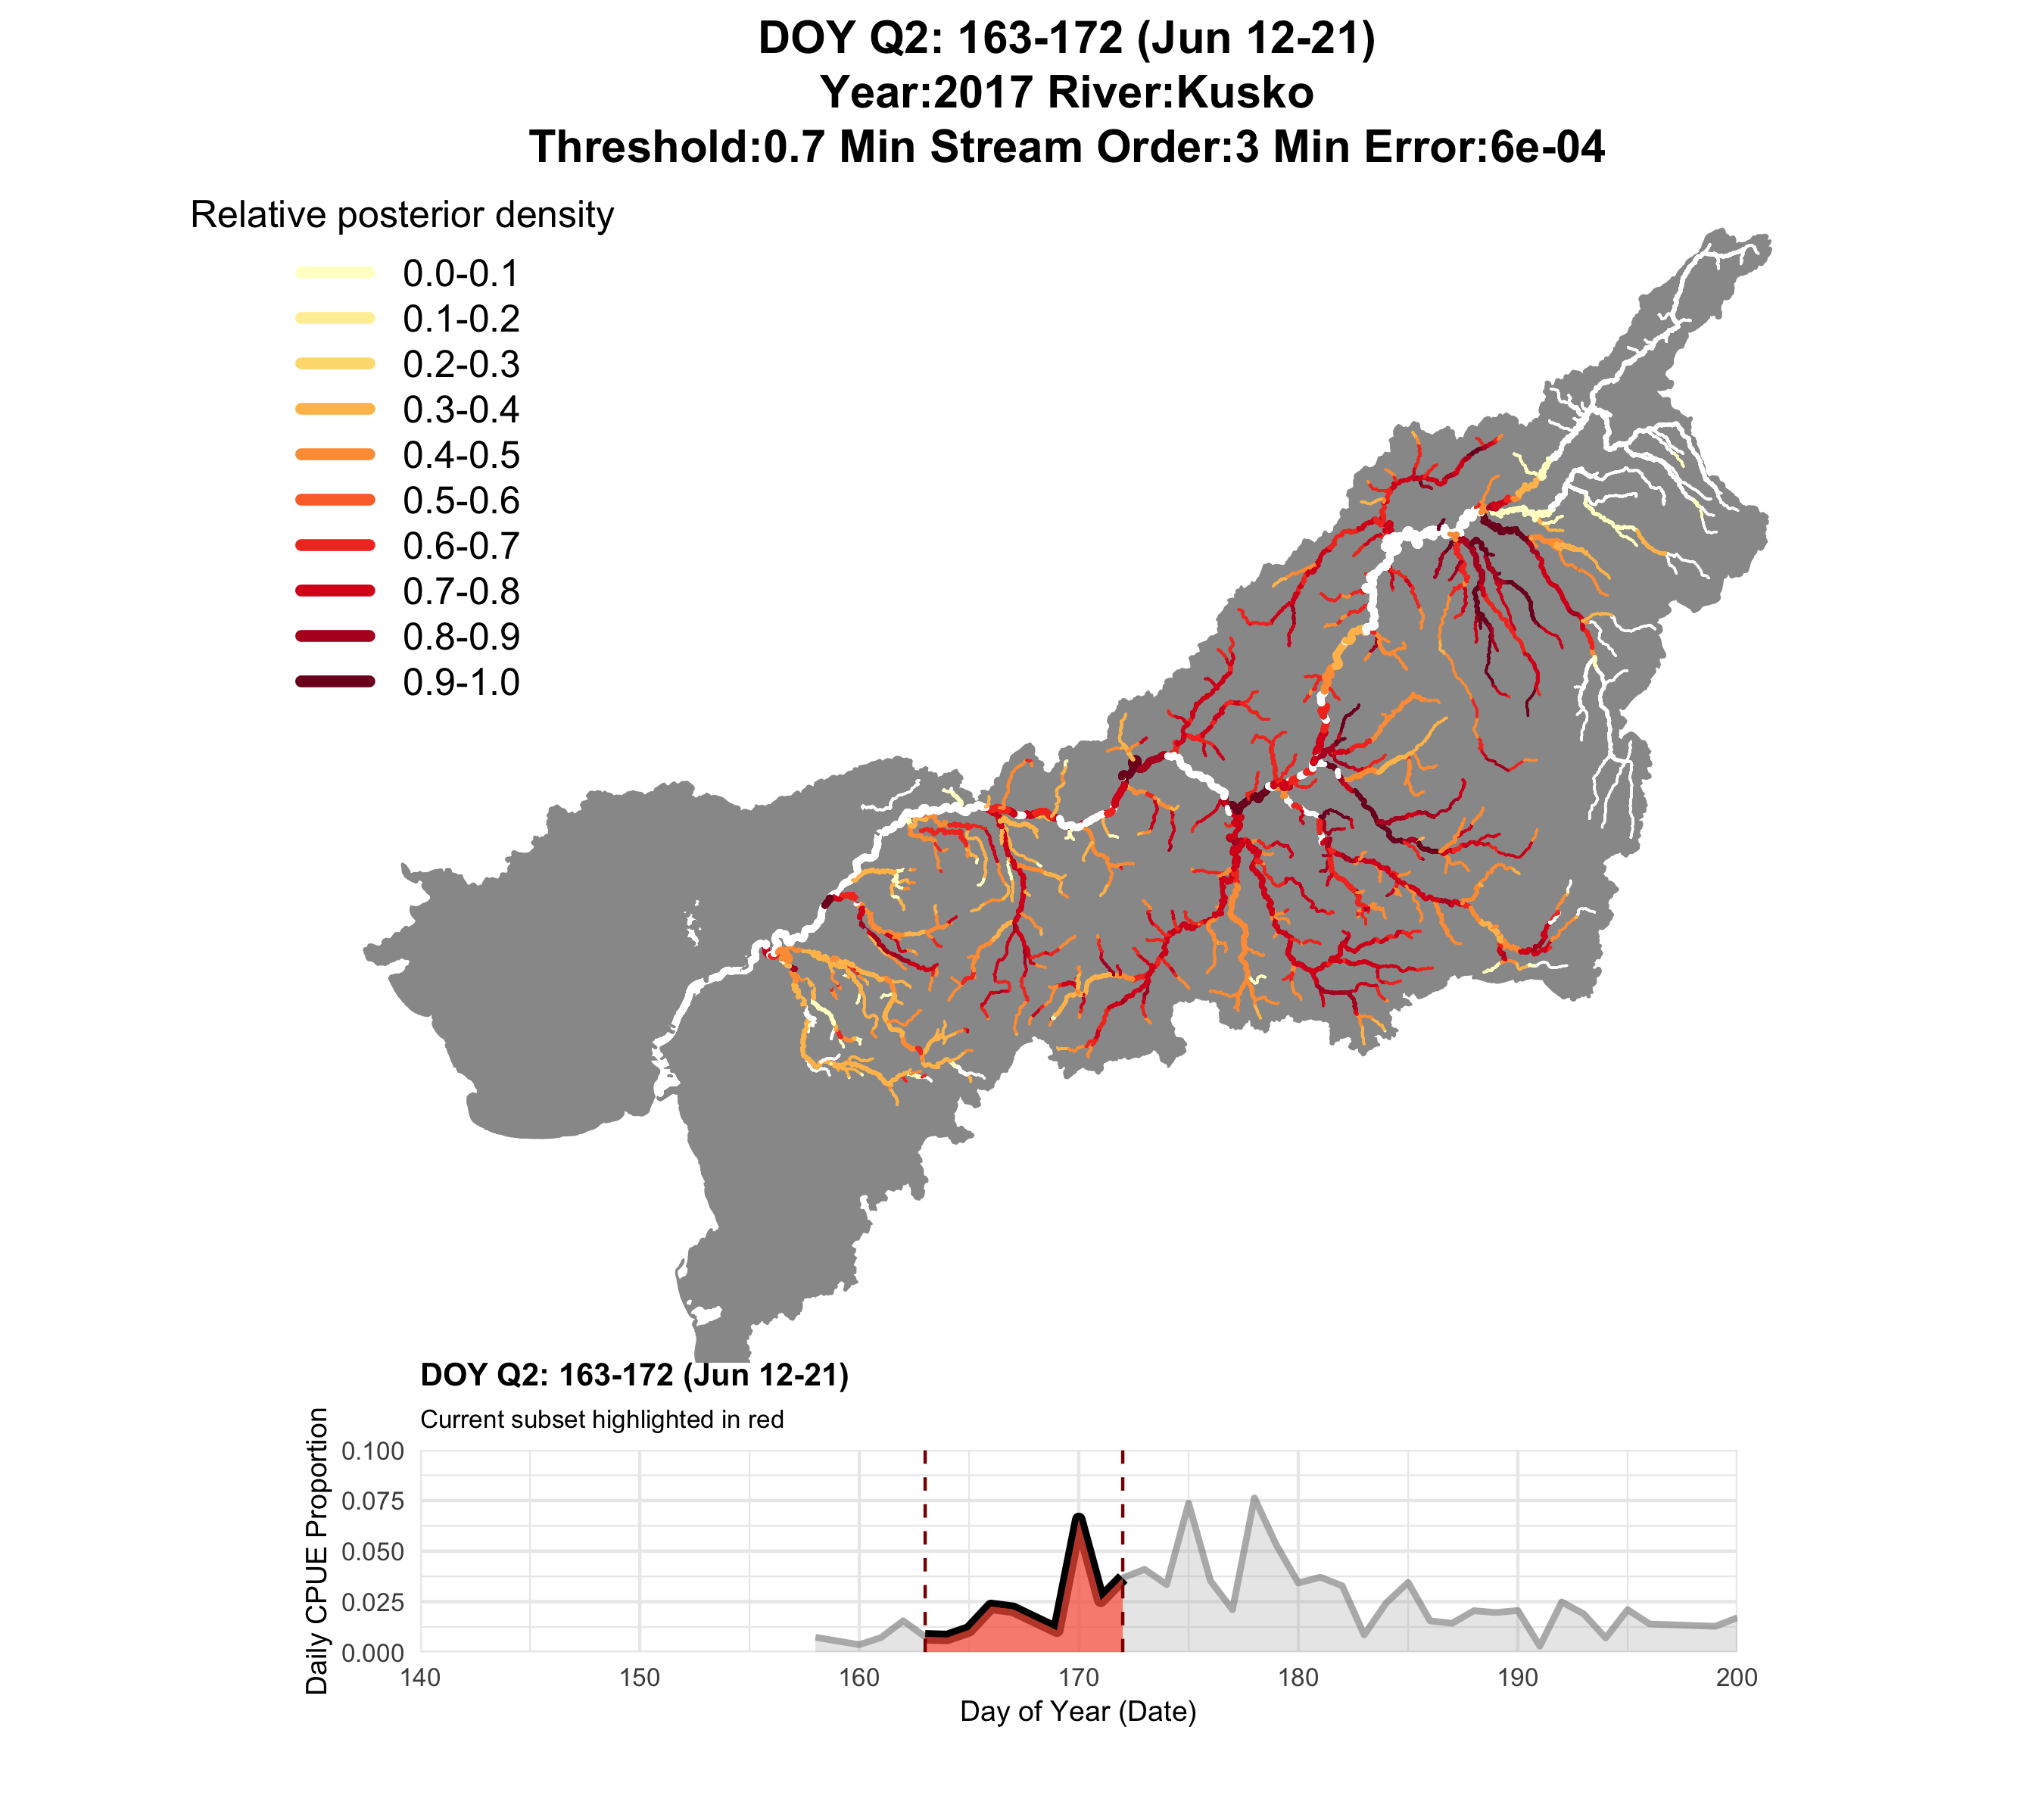 DOY Q2: 163-172 (Jun 12-21)
Year:2017 River:Kusko
Threshold:0.7 Min Stream Order:3 Min Error:6e-04
Relative posterior density
0.0-0.1
0.1-0.2
0.2-0.3
0.3-0.4
0.4-0.5
0.5-0.6
0.6-0.7
0.7-0.8
0.8-0.9
0.9-1.0
DOY Q2: 163-172 (Jun 12-21)
Current subset highlighted in red
Daily CPUE Proportion
0.100
0.075
0.050
0.025
0.000
140 150 160 170 180 190 200
Day of Year (Date)